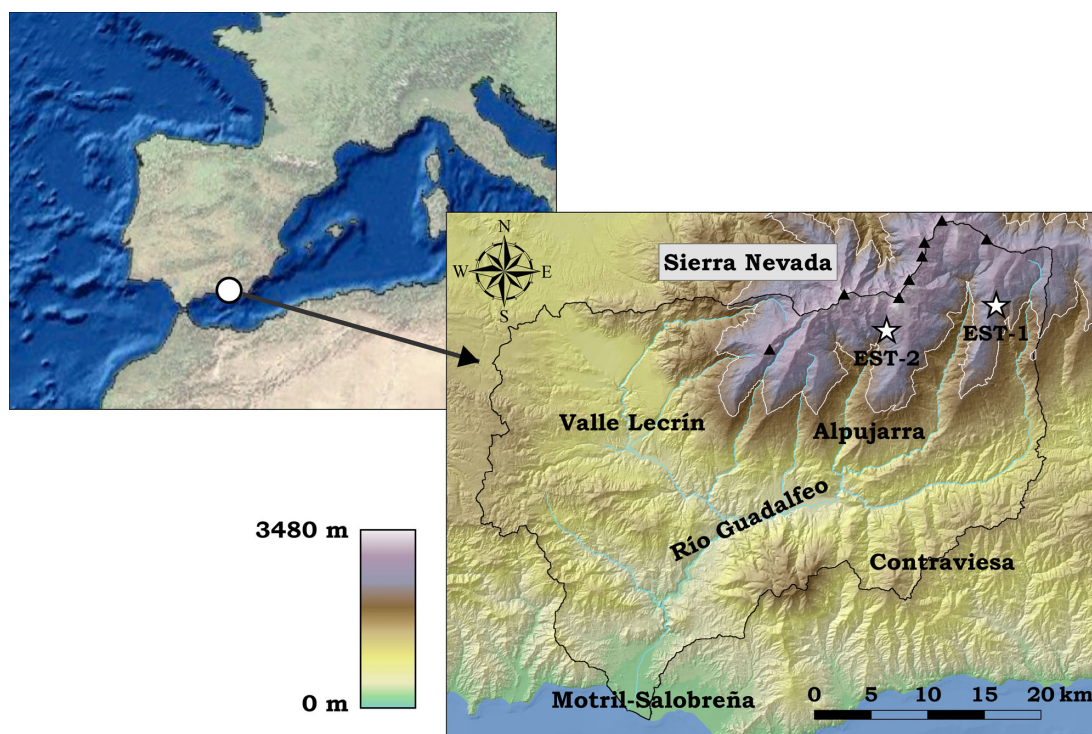 N
W E
S
Sierra Nevada
EST-1
EST-2
Valle Lecrín
Alpujarra
Río Guadalfeo
3480 m
Contraviesa
0 m
Motril-Salobreña
0 5 10 15 20 km